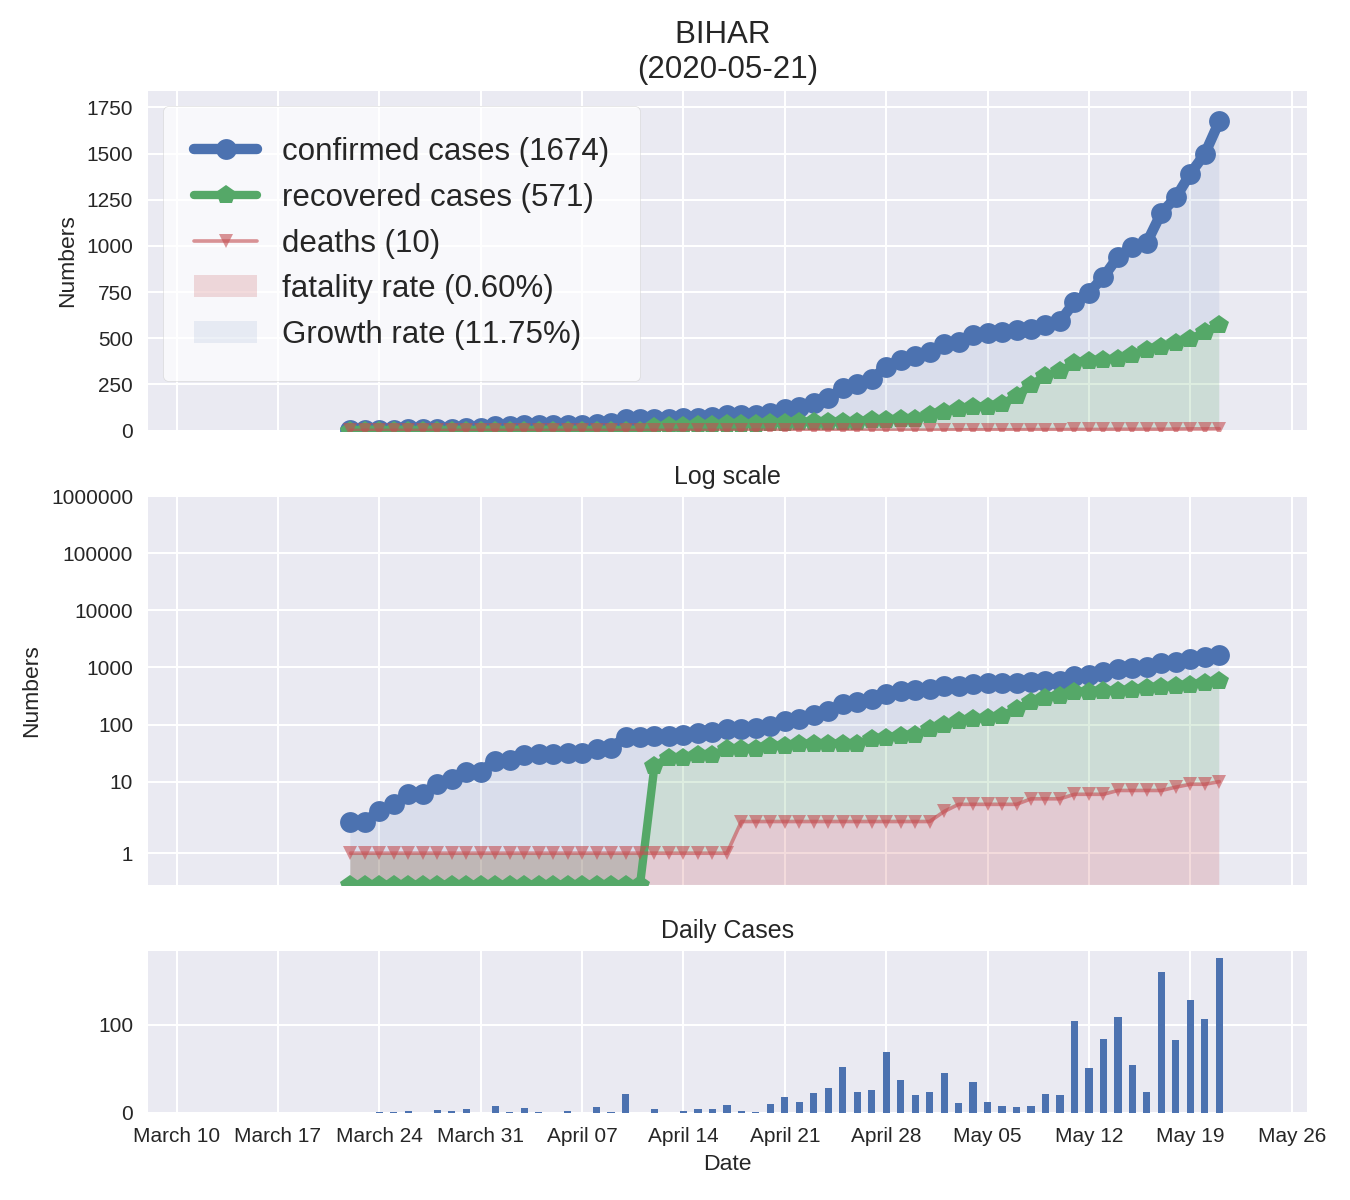 BIHAR
(2020-05-21)
1750
1500
1250
1000
750
500
250
0
Numbers
confirmed cases (1674)
recovered cases (571)
deaths (10)
fatality rate (0.60%)
Growth rate (11.75%)
Log scale
1000000
100000
10000
1000
100
10
1
Numbers
Daily Cases
100
0
March 10 March 17 March 24 March 31 April 07 April 14 April 21 April 28 May 05 May 12 May 19 May 26
Date